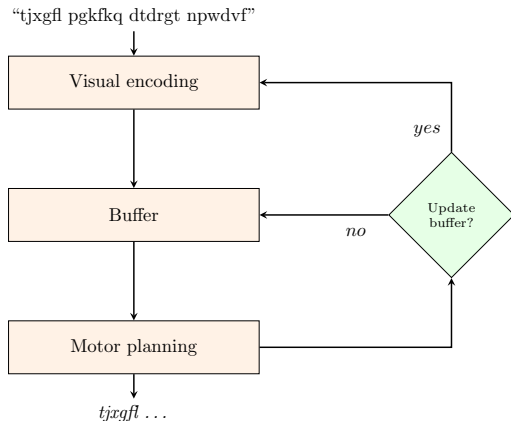 “tjxgfl pgkfkq dtdrgt npwdvf”
Visual encoding
yes
Update
buffer?
Buffer
no
Motor planning
tjxgfl ...